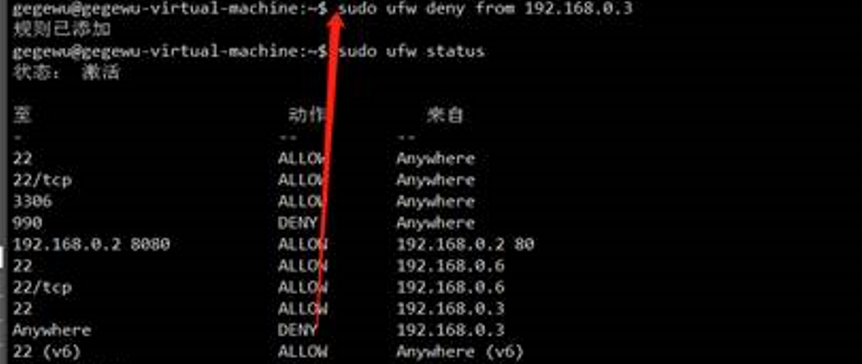 gegewu@gegewu-virtual-machine:~$ sudo ufw deny from 192.168.0.3
规则已添加
gegewu@gegewu-virtual-machine:~$ sudo ufw status
状态： 激活
至 动作 来自
- -- --
22 ALLOW Anywhere
22/tcp ALLOW Anywhere
3306 ALLOW Anywhere
990 DENY Anywhere
192.168.0.2 8080 ALLOW 192.168.0.2 80
22 ALLOW 192.168.0.6
22/tcp ALLOW 192.168.0.6
22 ALLOW 192.168.0.3
Anywhere DENY 192.168.0.3
22 (v6) ALLOW Anywhere (v6)